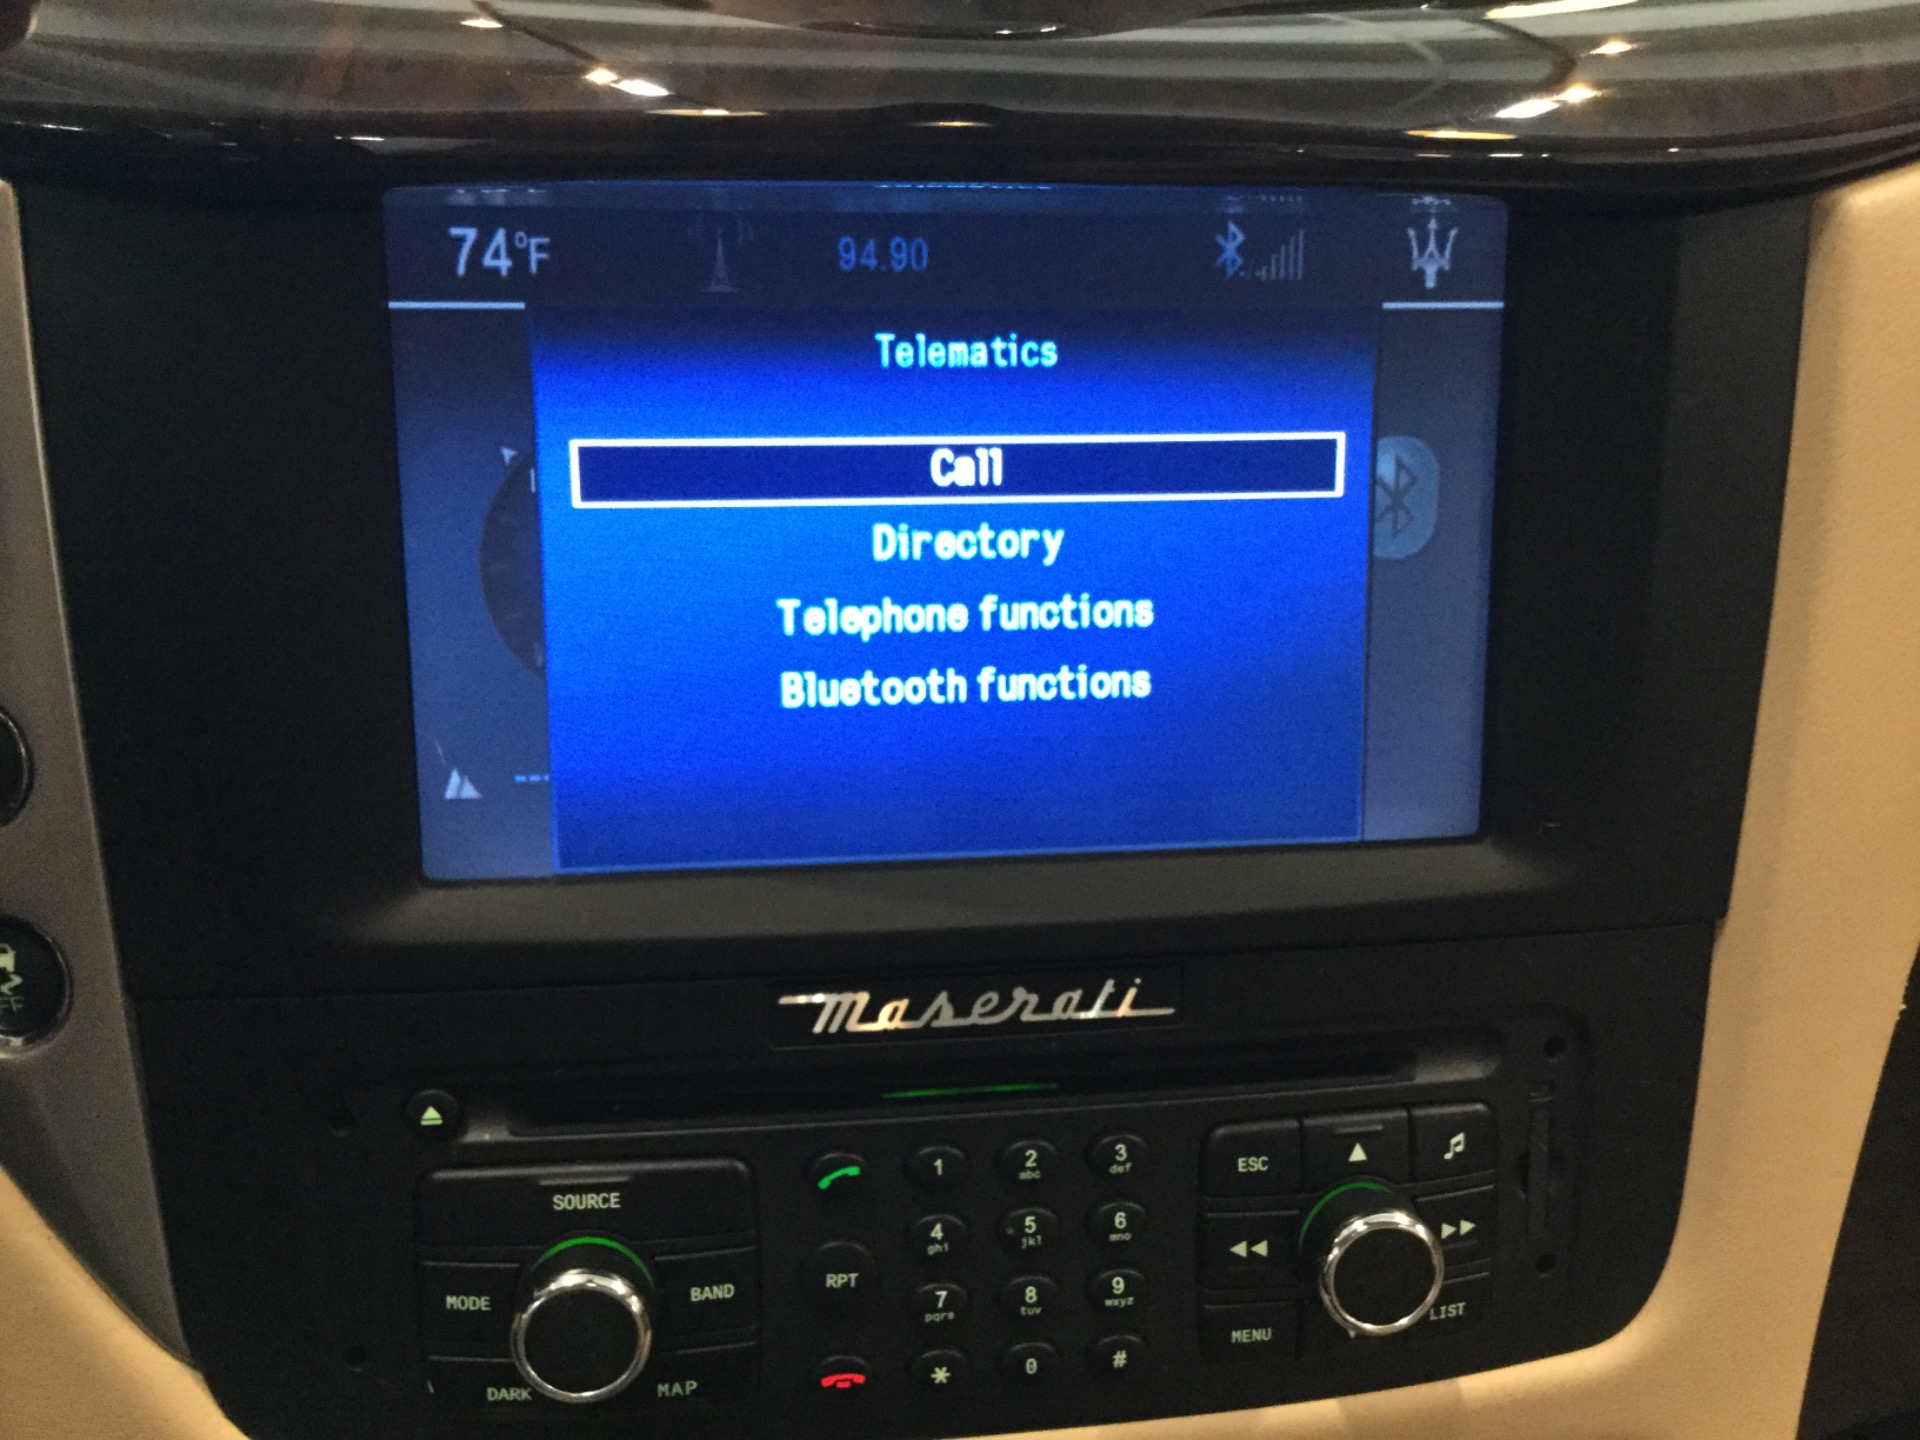 74°F
94.90
Telematics
Call
Directory
Telephone functions
Bluetooth functions
Maserati
SOURCE
MODE
BAND
DARK
MAP
RPT
1
2
abc
3
def
4
ghi
5
jkl
6
mno
7
pqrs
8
tuv
9
wxyz
*
0
#
ESC
MENU
LIST